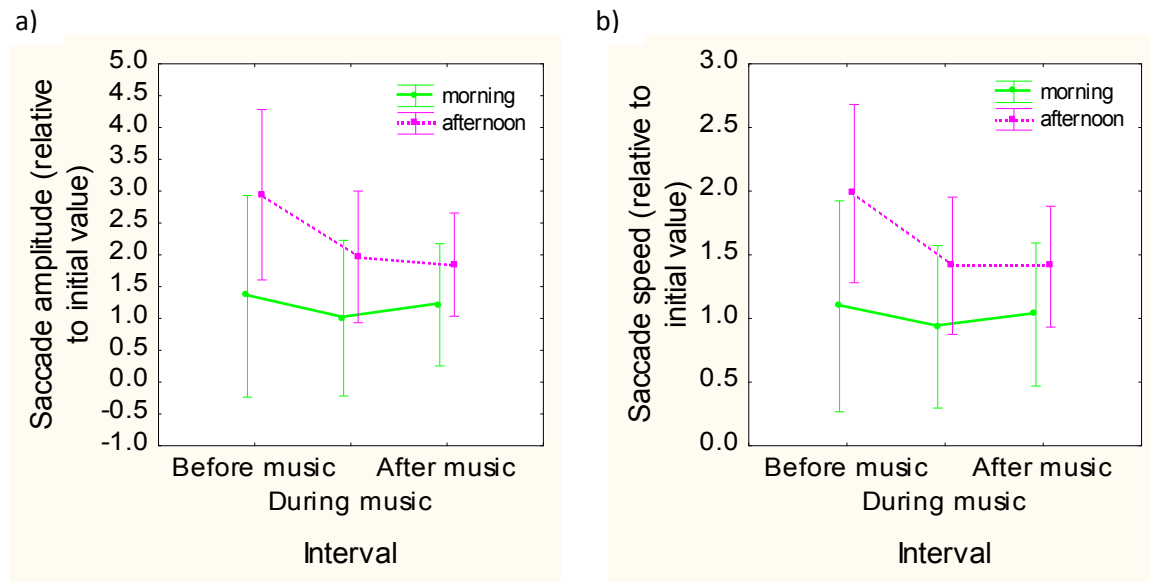 a)
Saccade amplitude (relative
to initial value)
5.0
4.5
4.0
3.5
3.0
2.5
2.0
1.5
1.0
0.5
0.0
-0.5
-1.0
morning
afternoon
Before music
After music
During music
Interval
b)
Saccade speed (relative to
initial value)
3.0
2.5
2.0
1.5
1.0
0.5
0.0
morning
afternoon
Before music
After music
During music
Interval